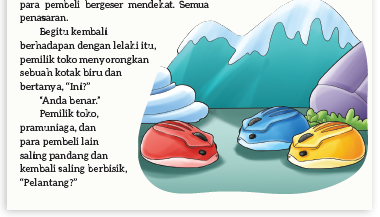 para pembeli bergeser mendekat. Semua
penasaran.
Begitu kembali
berhadapan dengan lelaki itu,
pemilik toko menyorongkan
sebuah kotak biru dan
bertanya, “Ini?”
“Anda benar.”
Pemilik toko,
pramuniaga, dan
para pembeli lain
saling pandang dan
kembali saling berbisik,
“Pelantang?”